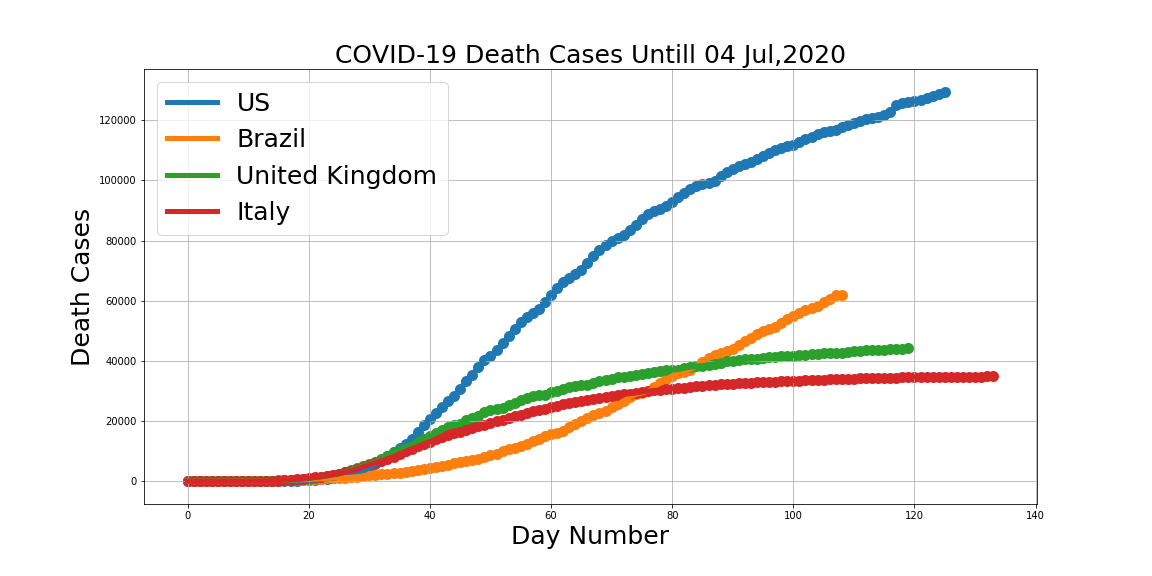 COVID-19 Death Cases Untill 04 Jul,2020
US
Brazil
United Kingdom
Italy
Death Cases
120000
100000
80000
60000
40000
20000
0
0 20 40 60 80 100 120 140
Day Number